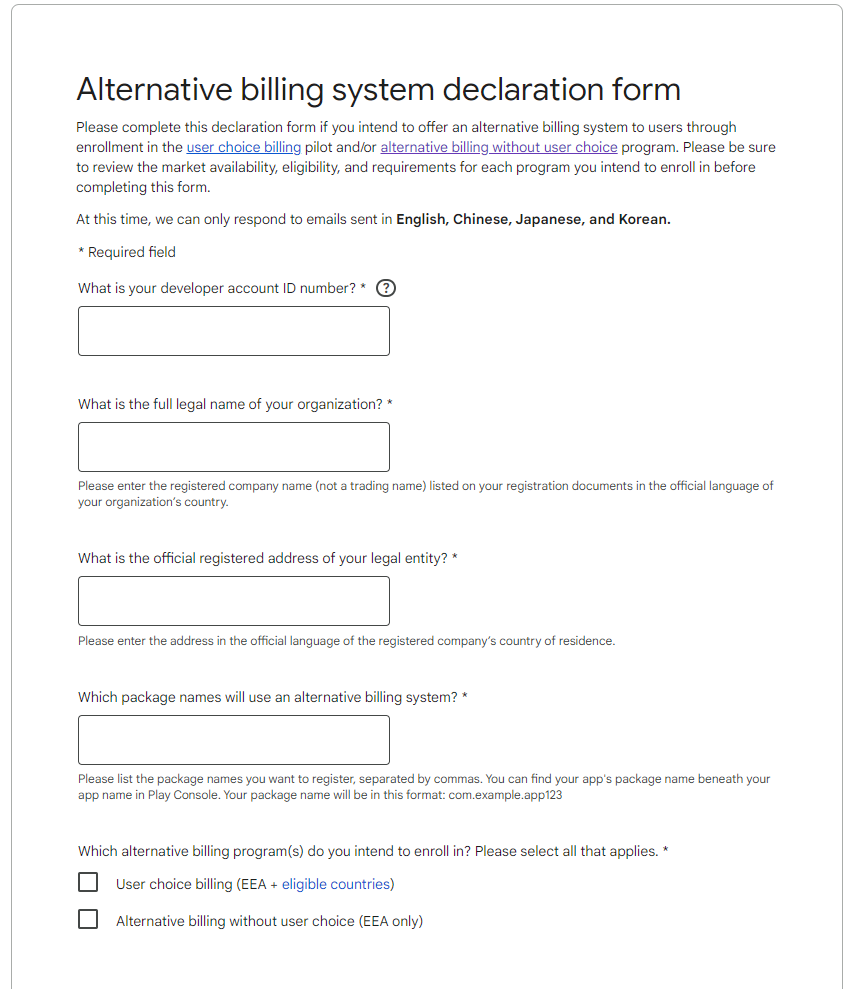 Alternative billing system declaration form
Please complete this declaration form if you intend to offer an alternative billing system to users through
enrollment in the user choice billing pilot and/or alternative billing without user choice program. Please be sure
to review the market availability, eligibility, and requirements for each program you intend to enroll in before
completing this form.
At this time, we can only respond to emails sent in English, Chinese, Japanese, and Korean.
* Required field
What is your developer account ID number? * ?
What is the full legal name of your organization? *
Please enter the registered company name (not a trading name) listed on your registration documents in the official language of
your organization's country.
What is the official registered address of your legal entity? *
Please enter the address in the official language of the registered company's country of residence.
Which package names will use an alternative billing system? *
Please list the package names you want to register, separated by commas. You can find your app's package name beneath your
app name in Play Console. Your package name will be in this format: com.example.app123
Which alternative billing program(s) do you intend to enroll in? Please select all that applies. *
User choice billing (EEA + eligible countries)
Alternative billing without user choice (EEA only)